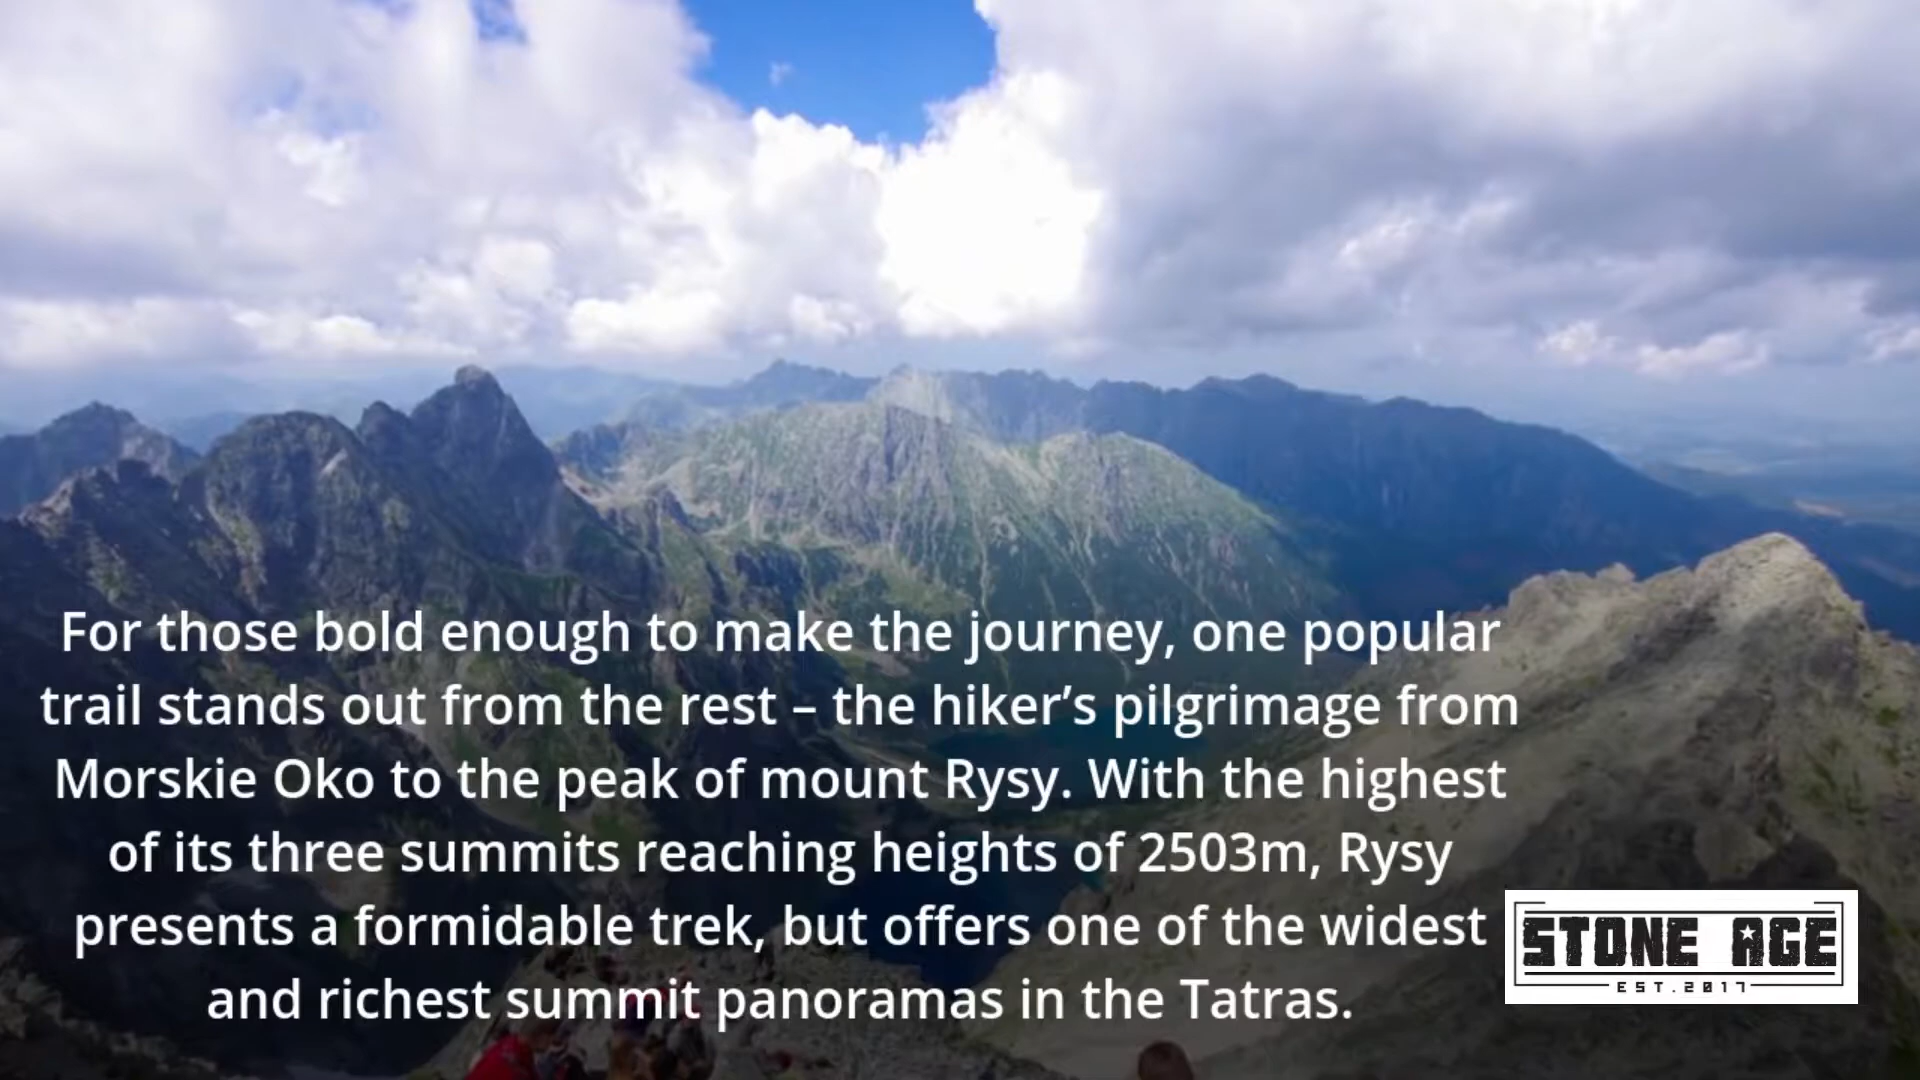 For those bold enough to make the journey, one popular
trail stands out from the rest – the hiker’s pilgrimage from
Morskie Oko to the peak of mount Rysy. With the highest
of its three summits reaching heights of 2503m, Rysy
presents a formidable trek, but offers one of the widest
and richest summit panoramas in the Tatras.
STONE AGE
EST.2017